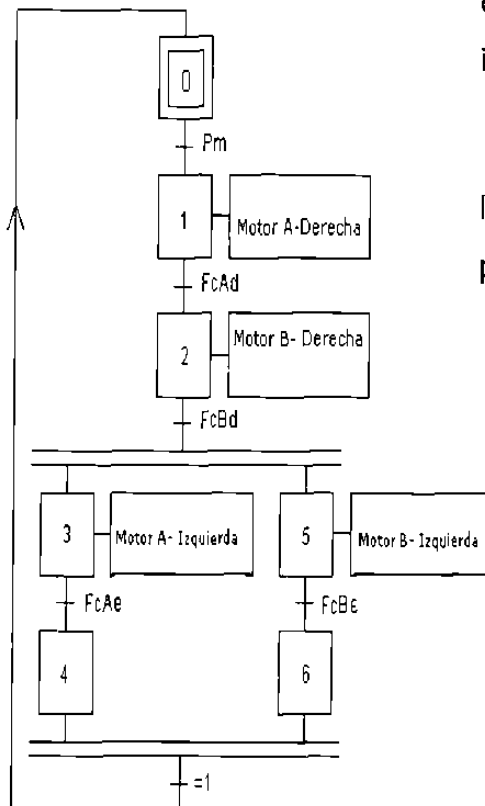 0
Pm
1
Motor A-Derecha
FcAd
2
Motor B- Derecha
FcBd
3
Motor A- Izquierda
5
Motor B- Izquierda
FcAe
FcBε
4
6
=1